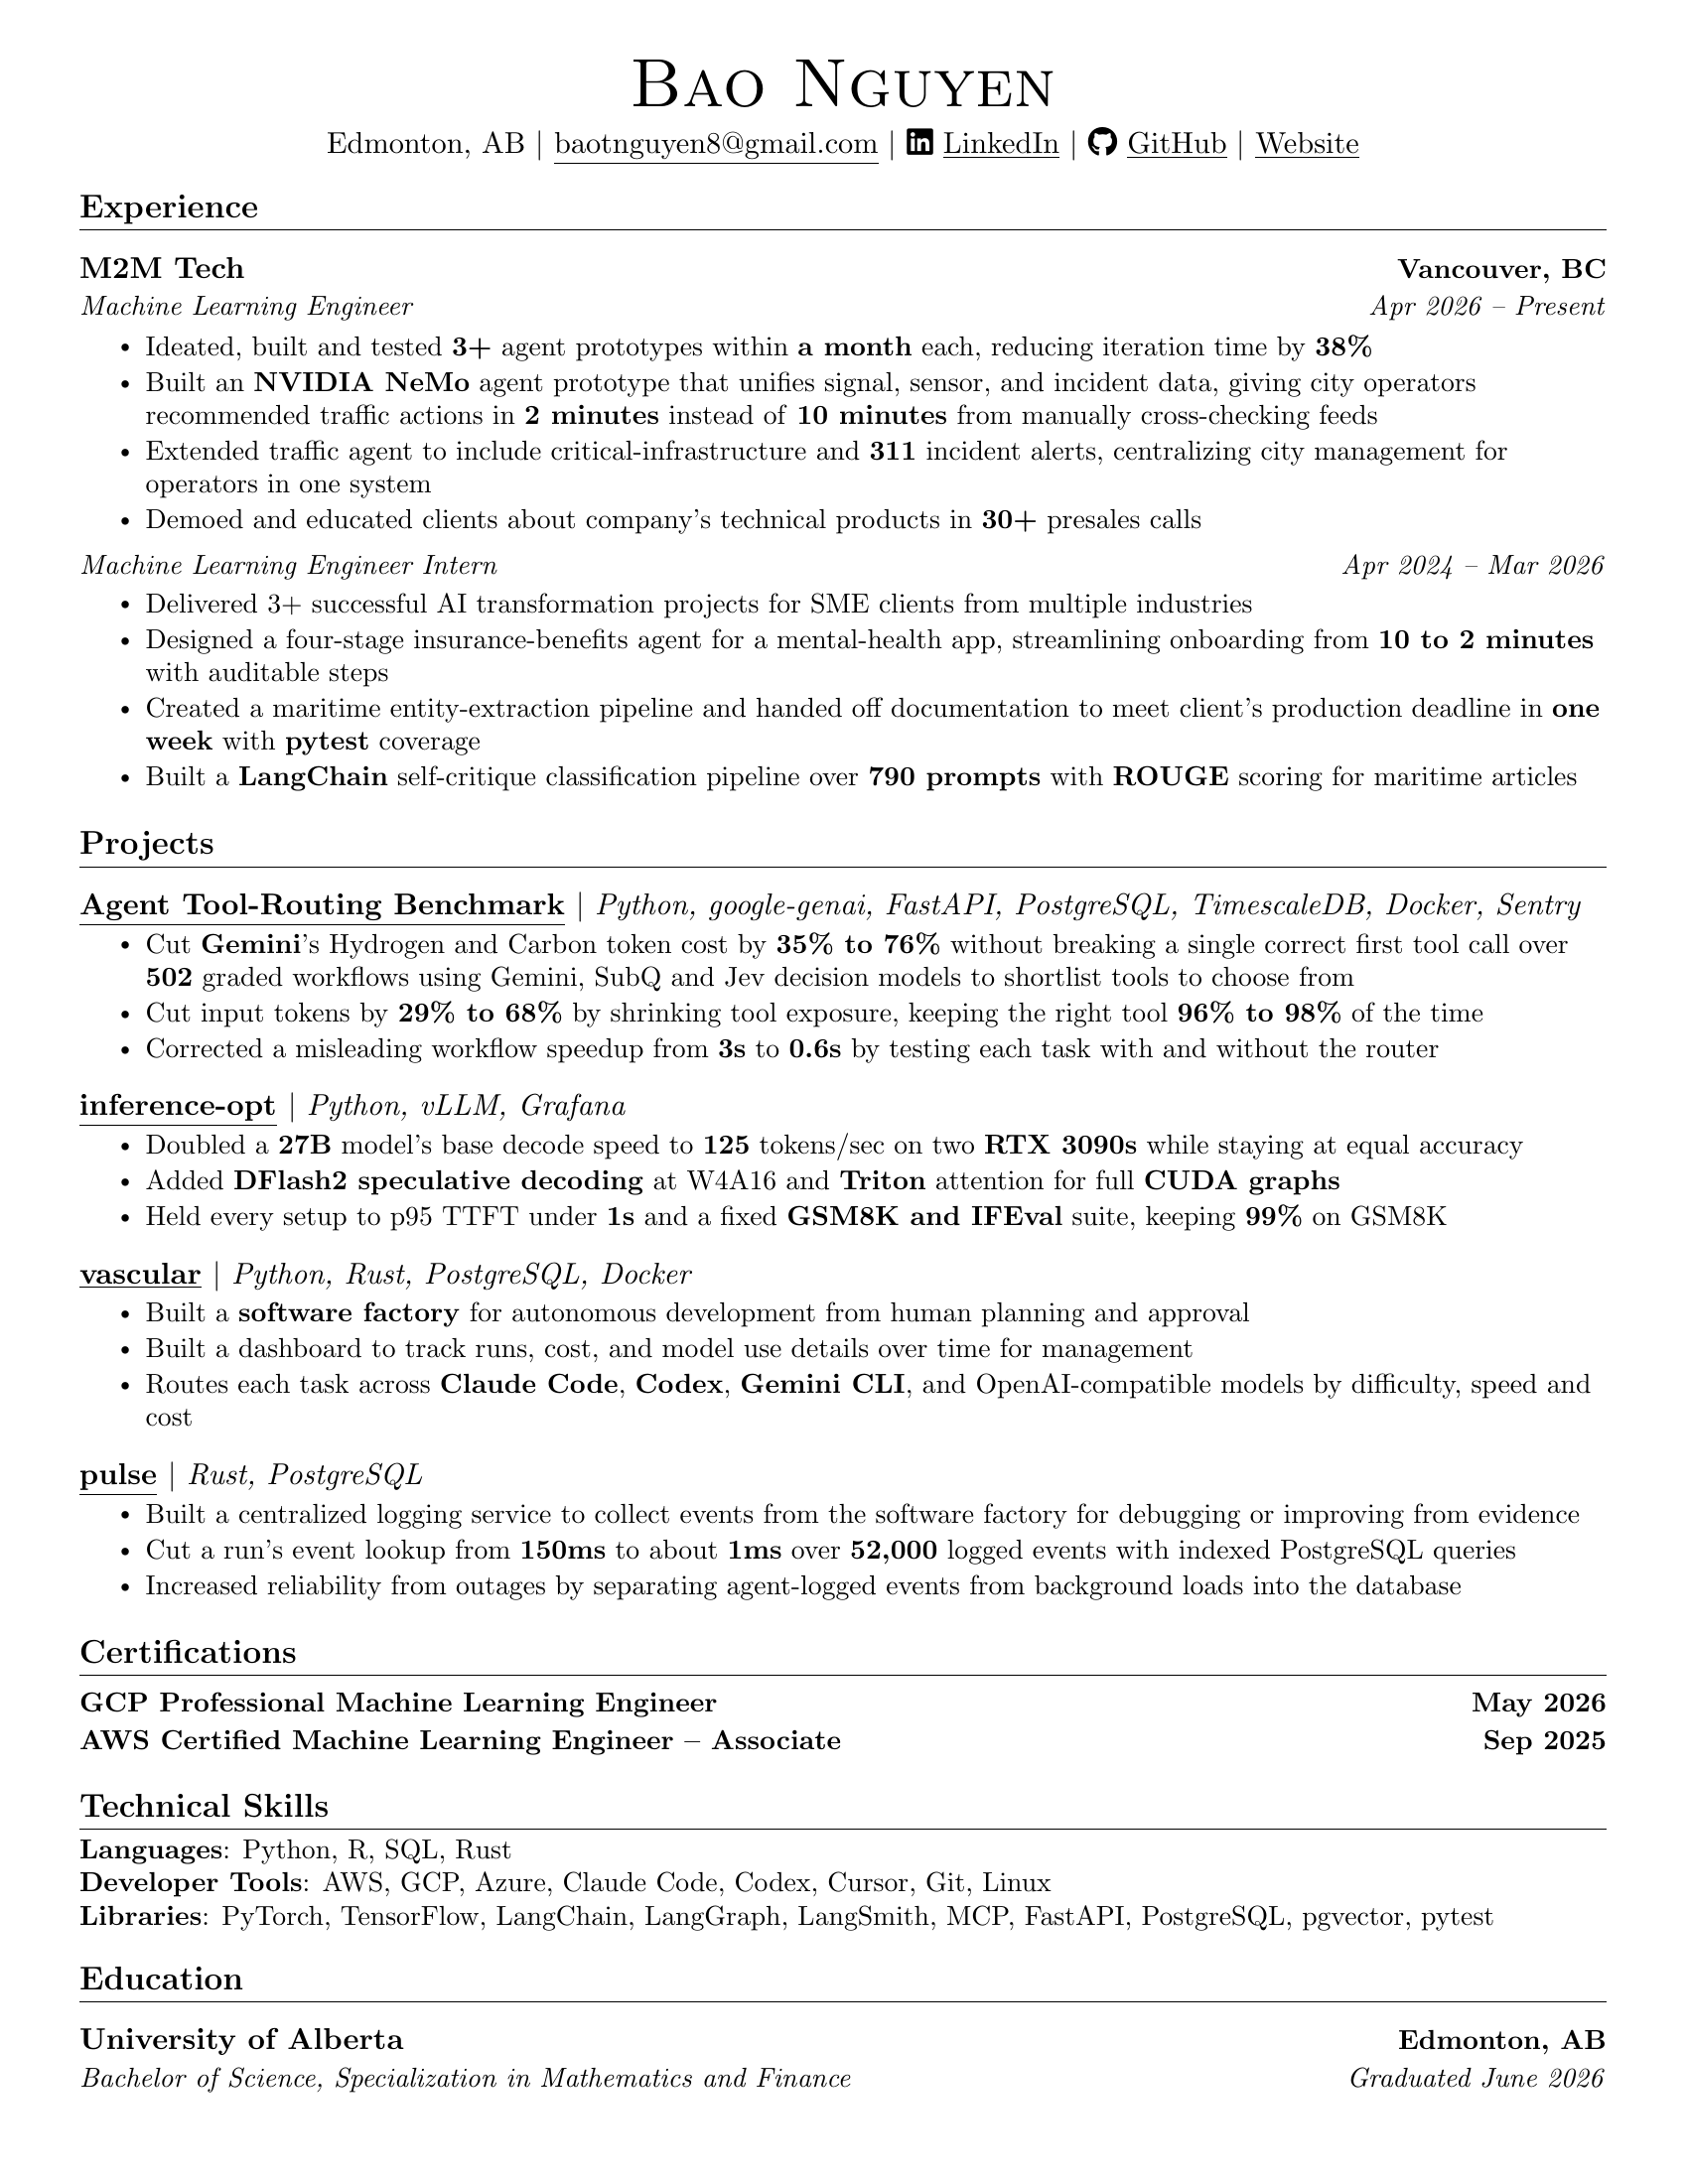 Bao Nguyen
Edmonton, AB | baotnguyen8@gmail.com | LinkedIn | GitHub | Website
Experience
M2M Tech Vancouver, BC
Machine Learning Engineer Apr 2026 – Present
• Ideated, built and tested 3+ agent prototypes within a month each, reducing iteration time by 38%
• Built an NVIDIA NeMo agent prototype that unifies signal, sensor, and incident data, giving city operators
recommended traffic actions in 2 minutes instead of 10 minutes from manually cross-checking feeds
• Extended traffic agent to include critical-infrastructure and 311 incident alerts, centralizing city management for
operators in one system
• Demoed and educated clients about company's technical products in 30+ presales calls
Machine Learning Engineer Intern Apr 2024 – Mar 2026
• Delivered 3+ successful AI transformation projects for SME clients from multiple industries
• Designed a four-stage insurance-benefits agent for a mental-health app, streamlining onboarding from 10 to 2 minutes
with auditable steps
• Created a maritime entity-extraction pipeline and handed off documentation to meet client's production deadline in one
week with pytest coverage
• Built a LangChain self-critique classification pipeline over 790 prompts with ROUGE scoring for maritime articles
Projects
Agent Tool-Routing Benchmark | Python, google-genai, FastAPI, PostgreSQL, TimescaleDB, Docker, Sentry
• Cut Gemini's Hydrogen and Carbon token cost by 35% to 76% without breaking a single correct first tool call over
502 graded workflows using Gemini, SubQ and Jev decision models to shortlist tools to choose from
• Cut input tokens by 29% to 68% by shrinking tool exposure, keeping the right tool 96% to 98% of the time
• Corrected a misleading workflow speedup from 3s to 0.6s by testing each task with and without the router
inference-opt | Python, vLLM, Grafana
• Doubled a 27B model's base decode speed to 125 tokens/sec on two RTX 3090s while staying at equal accuracy
• Added DFlash2 speculative decoding at W4A16 and Triton attention for full CUDA graphs
• Held every setup to p95 TTFT under 1s and a fixed GSM8K and IFEval suite, keeping 99% on GSM8K
vascular | Python, Rust, PostgreSQL, Docker
• Built a software factory for autonomous development from human planning and approval
• Built a dashboard to track runs, cost, and model use details over time for management
• Routes each task across Claude Code, Codex, Gemini CLI, and OpenAI-compatible models by difficulty, speed and
cost
pulse | Rust, PostgreSQL
• Built a centralized logging service to collect events from the software factory for debugging or improving from evidence
• Cut a run's event lookup from 150ms to about 1ms over 52,000 logged events with indexed PostgreSQL queries
• Increased reliability from outages by separating agent-logged events from background loads into the database
Certifications
GCP Professional Machine Learning Engineer May 2026
AWS Certified Machine Learning Engineer – Associate Sep 2025
Technical Skills
Languages: Python, R, SQL, Rust
Developer Tools: AWS, GCP, Azure, Claude Code, Codex, Cursor, Git, Linux
Libraries: PyTorch, TensorFlow, LangChain, LangGraph, LangSmith, MCP, FastAPI, PostgreSQL, pgvector, pytest
Education
University of Alberta Edmonton, AB
Bachelor of Science, Specialization in Mathematics and Finance Graduated June 2026